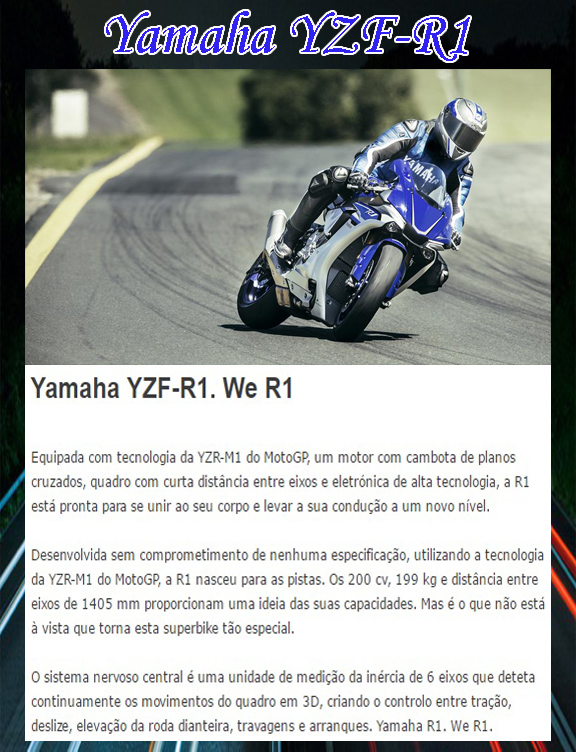 Yamaha YZF-R1
YAMAHA
R1
Yamaha YZF-R1. We R1
Equipada com tecnologia da YZR-M1 do MotoGP, um motor com cambota de planos
cruzados, quadro com curta distância entre eixos e eletrónica de alta tecnologia, a R1
está pronta para se unir ao seu corpo e levar a sua condução a um novo nível.
Desenvolvida sem comprometimento de nenhuma especificação, utilizando a tecnologia
da YZR-M1 do MotoGP, a R1 nasceu para as pistas. Os 200 cv, 199 kg e distância entre
eixos de 1405 mm proporcionam uma ideia das suas capacidades. Mas é o que não está
à vista que torna esta superbike tão especial.
O sistema nervoso central é uma unidade de medição da inércia de 6 eixos que deteta
continuamente os movimentos do quadro em 3D, criando o controlo entre tração,
deslize, elevação da roda dianteira, travagens e arranques. Yamaha R1. We R1.